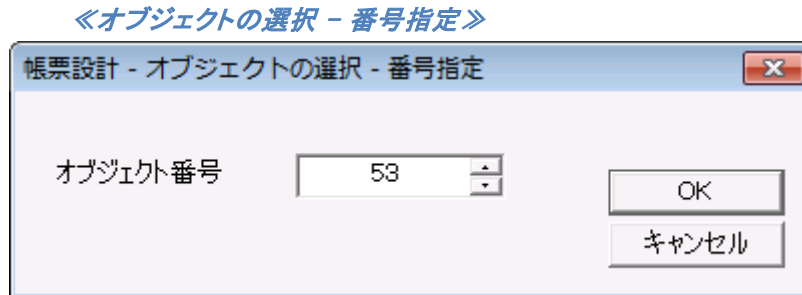 ≪オブジェクトの選択 – 番号指定≫
帳票設計 - オブジェクトの選択 - 番号指定
オブジェクト番号 53
OK
キャンセル